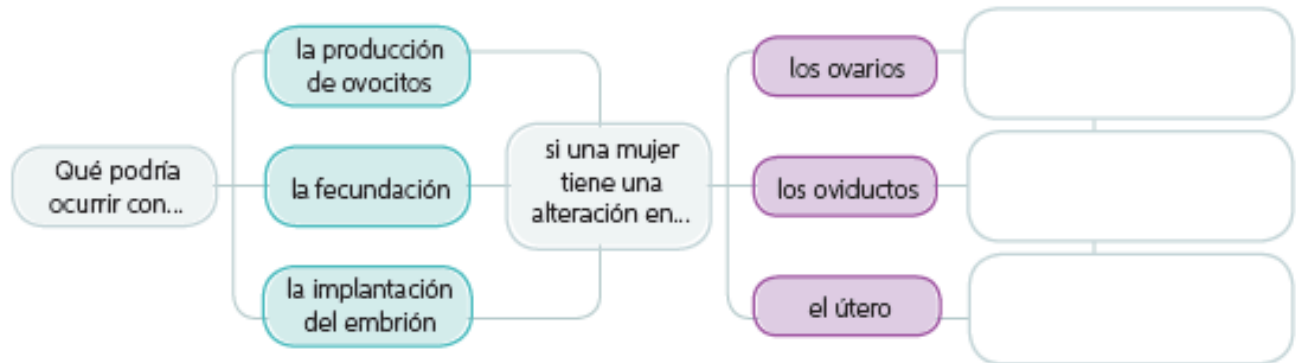 Qué podría
ocurrir con...
la producción
de ovocitos
la fecundación
la implantación
del embrión
si una mujer
tiene una
alteración en...
los ovarios
los oviductos
el útero